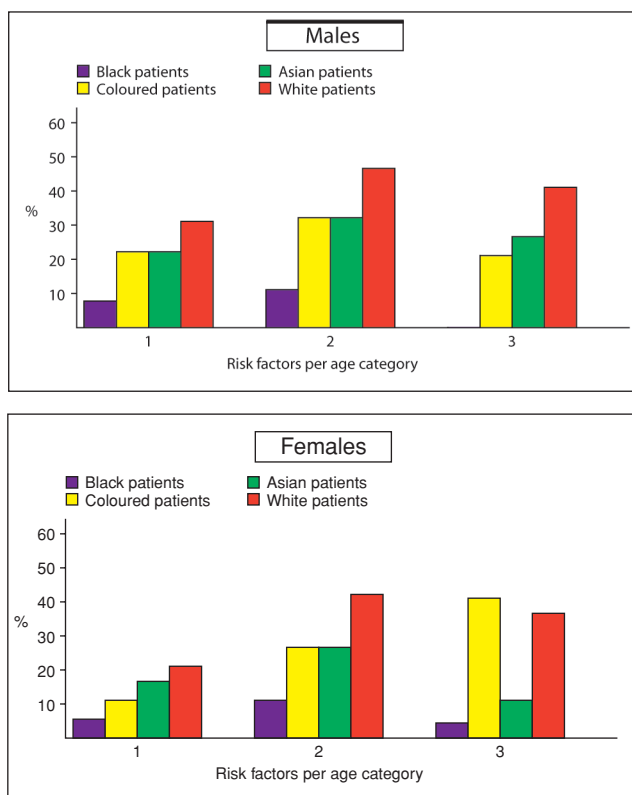 Males
Black patients Asian patients
Coloured patients White patients
60
50
40
%
30
20
10
1 2 3
Risk factors per age category
Females
Black patients Asian patients
Coloured patients White patients
60
50
40
%
30
20
10
1 2 3
Risk factors per age category